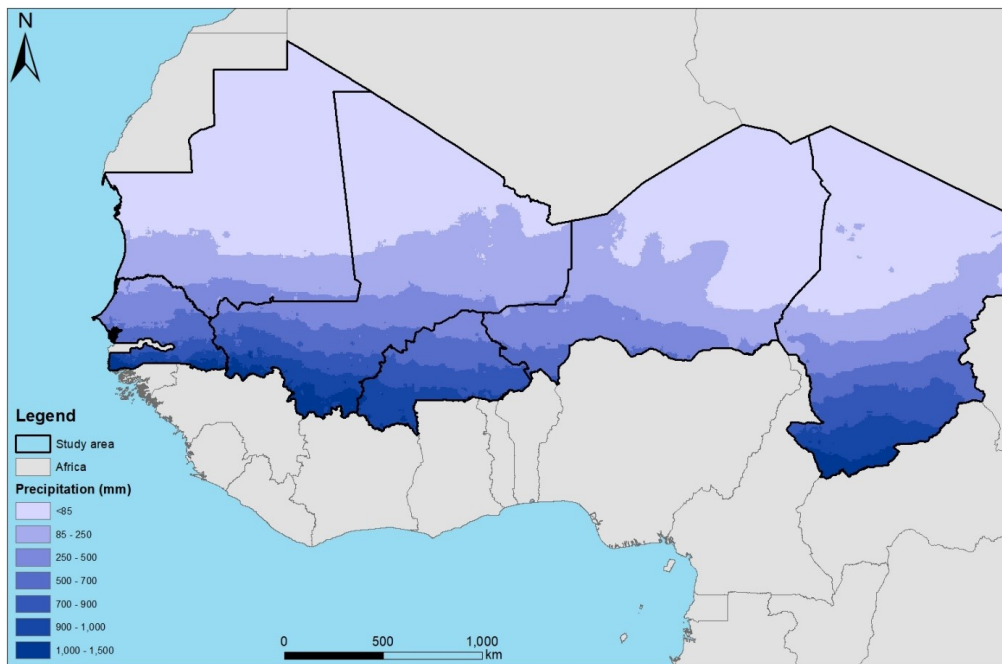 N
Legend
Study area
Africa
Precipitation (mm)
<85
85 - 250
250 - 500
500 - 700
700 - 900
900 - 1,000
1,000 - 1,500
0 500 1,000
km